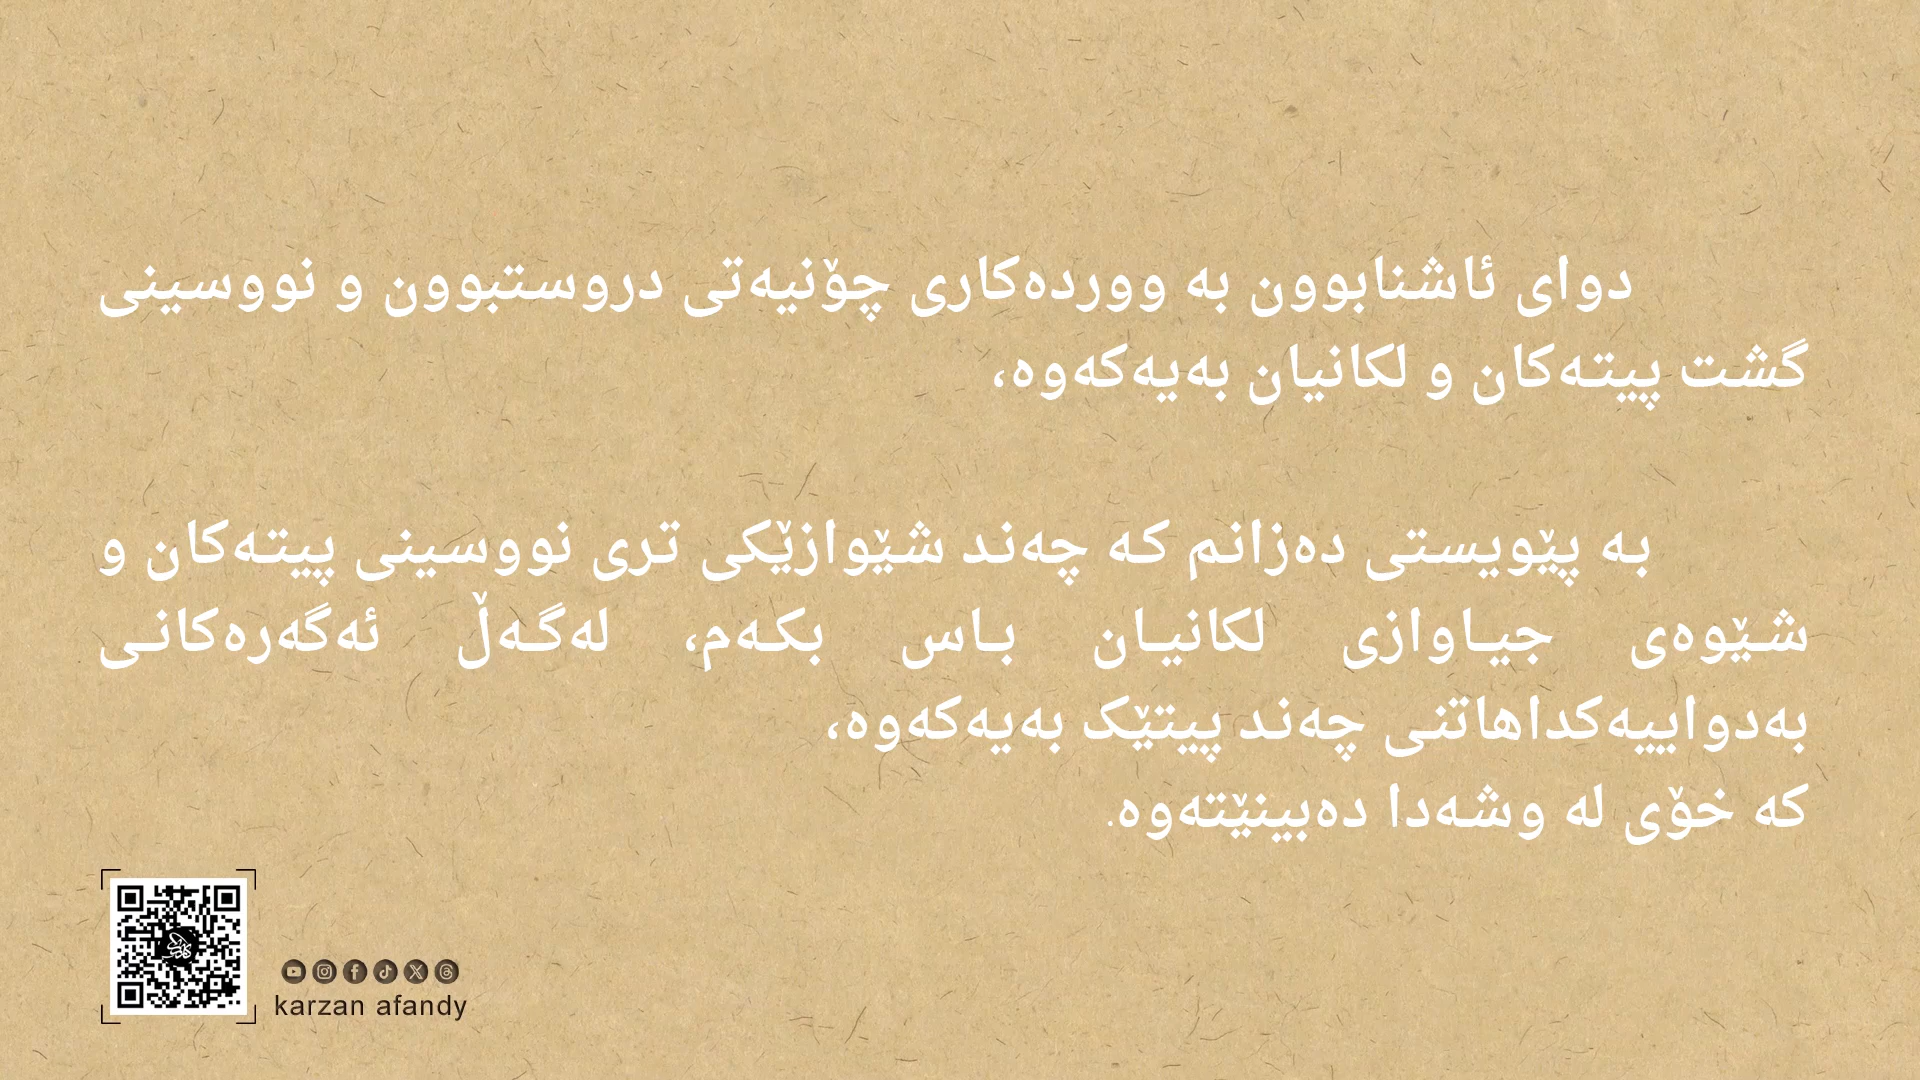 دوای ئاشنابوون بە ووردەکاری چۆنیەتی دروستبوون و نووسینی
گشت پیتەکان و لکانیان بەیەکەوە،
بە پێویستی دەزانم کە چەند شێوازێکی تری نووسینی پیتەکان و
شێوەی جیاوازی لکانیان باس بکەم، لەگەڵ ئەگەرەکانی
بەدواییەکداهاتنی چەند پیتێک بەیەکەوە،
کە خۆی لە وشەدا دەبینێتەوە.
karzan afandy